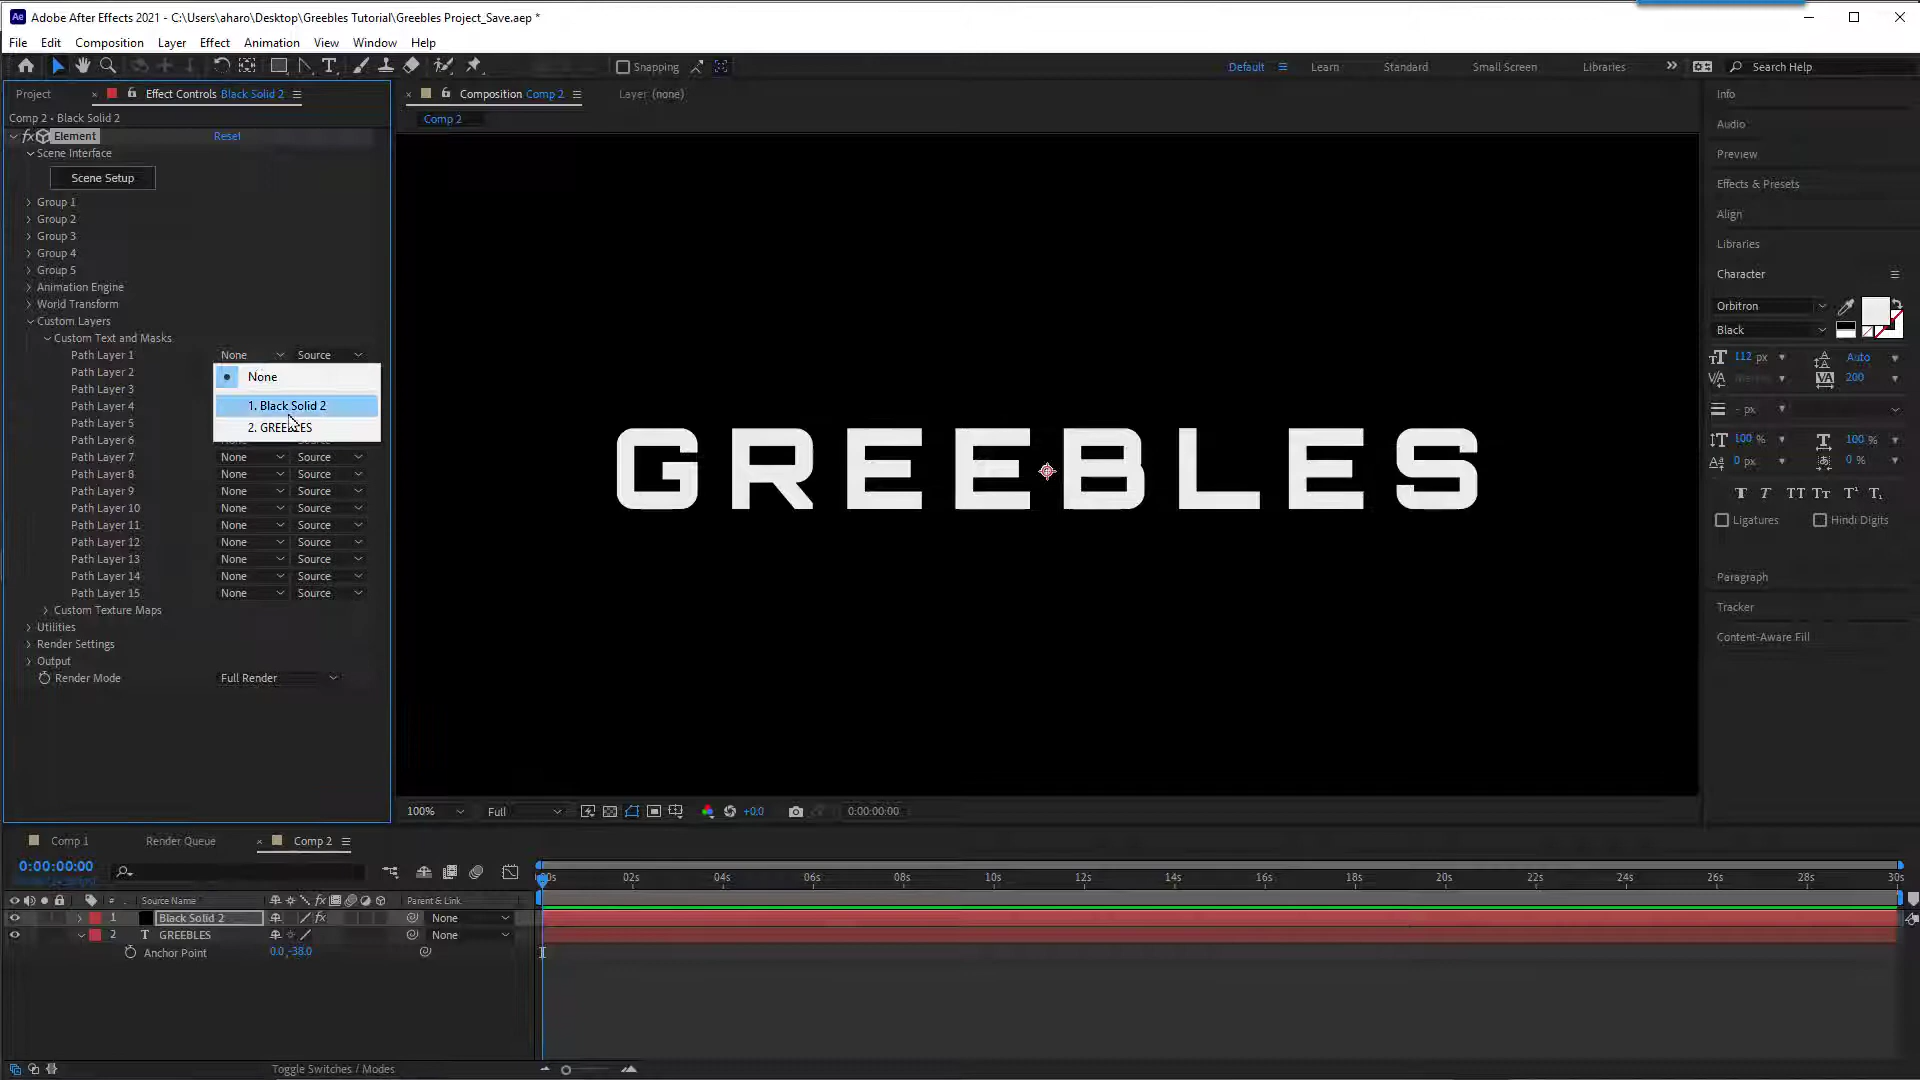 Adobe After Effects 2021 - C:\Users\aharo\Desktop\Greebles Tutorial\Greebles Project_Save.aep *
File Edit Composition Layer Effect Animation View Window Help
Snapping Default Learn Standard Small Screen Libraries Search Help
Project Effect Controls Black Solid 2 Composition Comp 2 Layer (none)
Comp 2 • Black Solid 2
Comp 2
fx Element Reset
Scene Interface
Scene Setup
Group 1
Group 2
Group 3
Group 4
Group 5
Animation Engine
World Transform
Custom Layers
Custom Text and Masks
Path Layer 1 None Source
Path Layer 2
Path Layer 3
Path Layer 4
Path Layer 5
Path Layer 6
None
1. Black Solid 2
2. GREEBLES
Path Layer 7 None Source
Path Layer 8 None Source
Path Layer 9 None Source
Path Layer 10 None Source
Path Layer 11 None Source
Path Layer 12 None Source
Path Layer 13 None Source
Path Layer 14 None Source
Path Layer 15 None Source
Custom Texture Maps
Utilities
Render Settings
Output
Render Mode Full Render
GREEBLES
100% Full +0.0 0:00:00:00
Info
Audio
Preview
Effects & Presets
Align
Libraries
Character
Orbitron
Black
112 px Auto
200
- px
100 % 100 %
0 px 0 %
T T TT Tt T¹ T₁
Ligatures Hindi Digits
Paragraph
Tracker
Content-Aware Fill
Comp 1 Render Queue Comp 2
0:00:00:00
00s 02s 04s 06s 08s 10s 12s 14s 16s 18s 20s 22s 24s 26s 28s 30s
# Source Name Parent & Link
1 Black Solid 2 fx None
2 T GREEBLES None
Anchor Point 0.0,-38.0
Toggle Switches / Modes